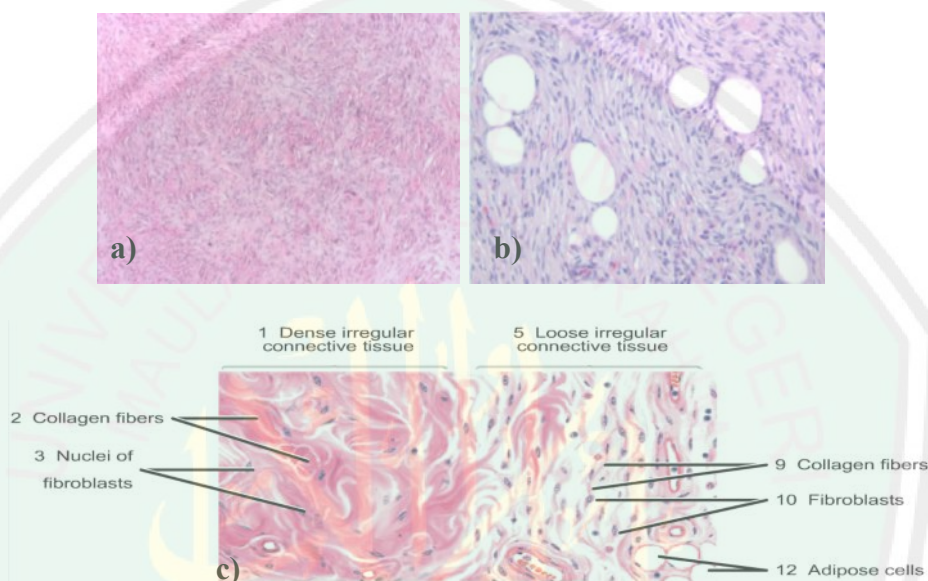 a)
b)
1 Dense irregular
connective tissue
5 Loose irregular
connective tissue
2 Collagen fibers
3 Nuclei of
fibroblasts
9 Collagen fibers
10 Fibroblasts
12 Adipose cells
c)